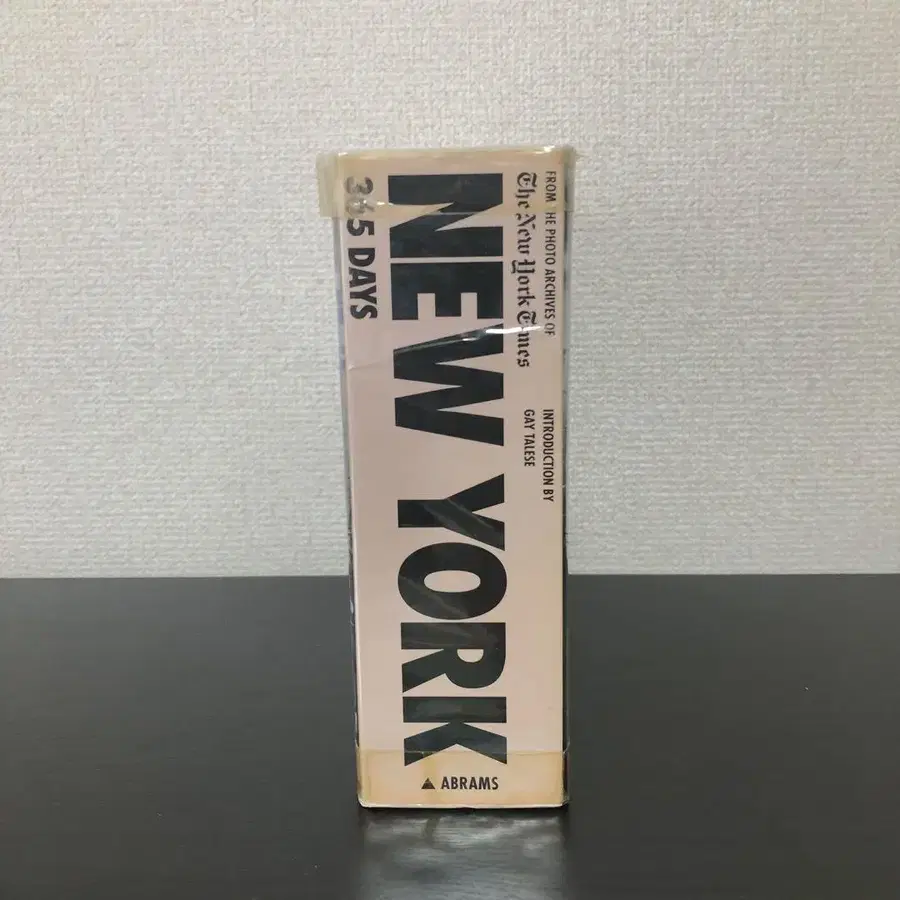 FROM THE PHOTO ARCHIVES OF
The New York Times
INTRODUCTION BY
GAY TALESE
NEW YORK
365 DAYS
ABRAMS